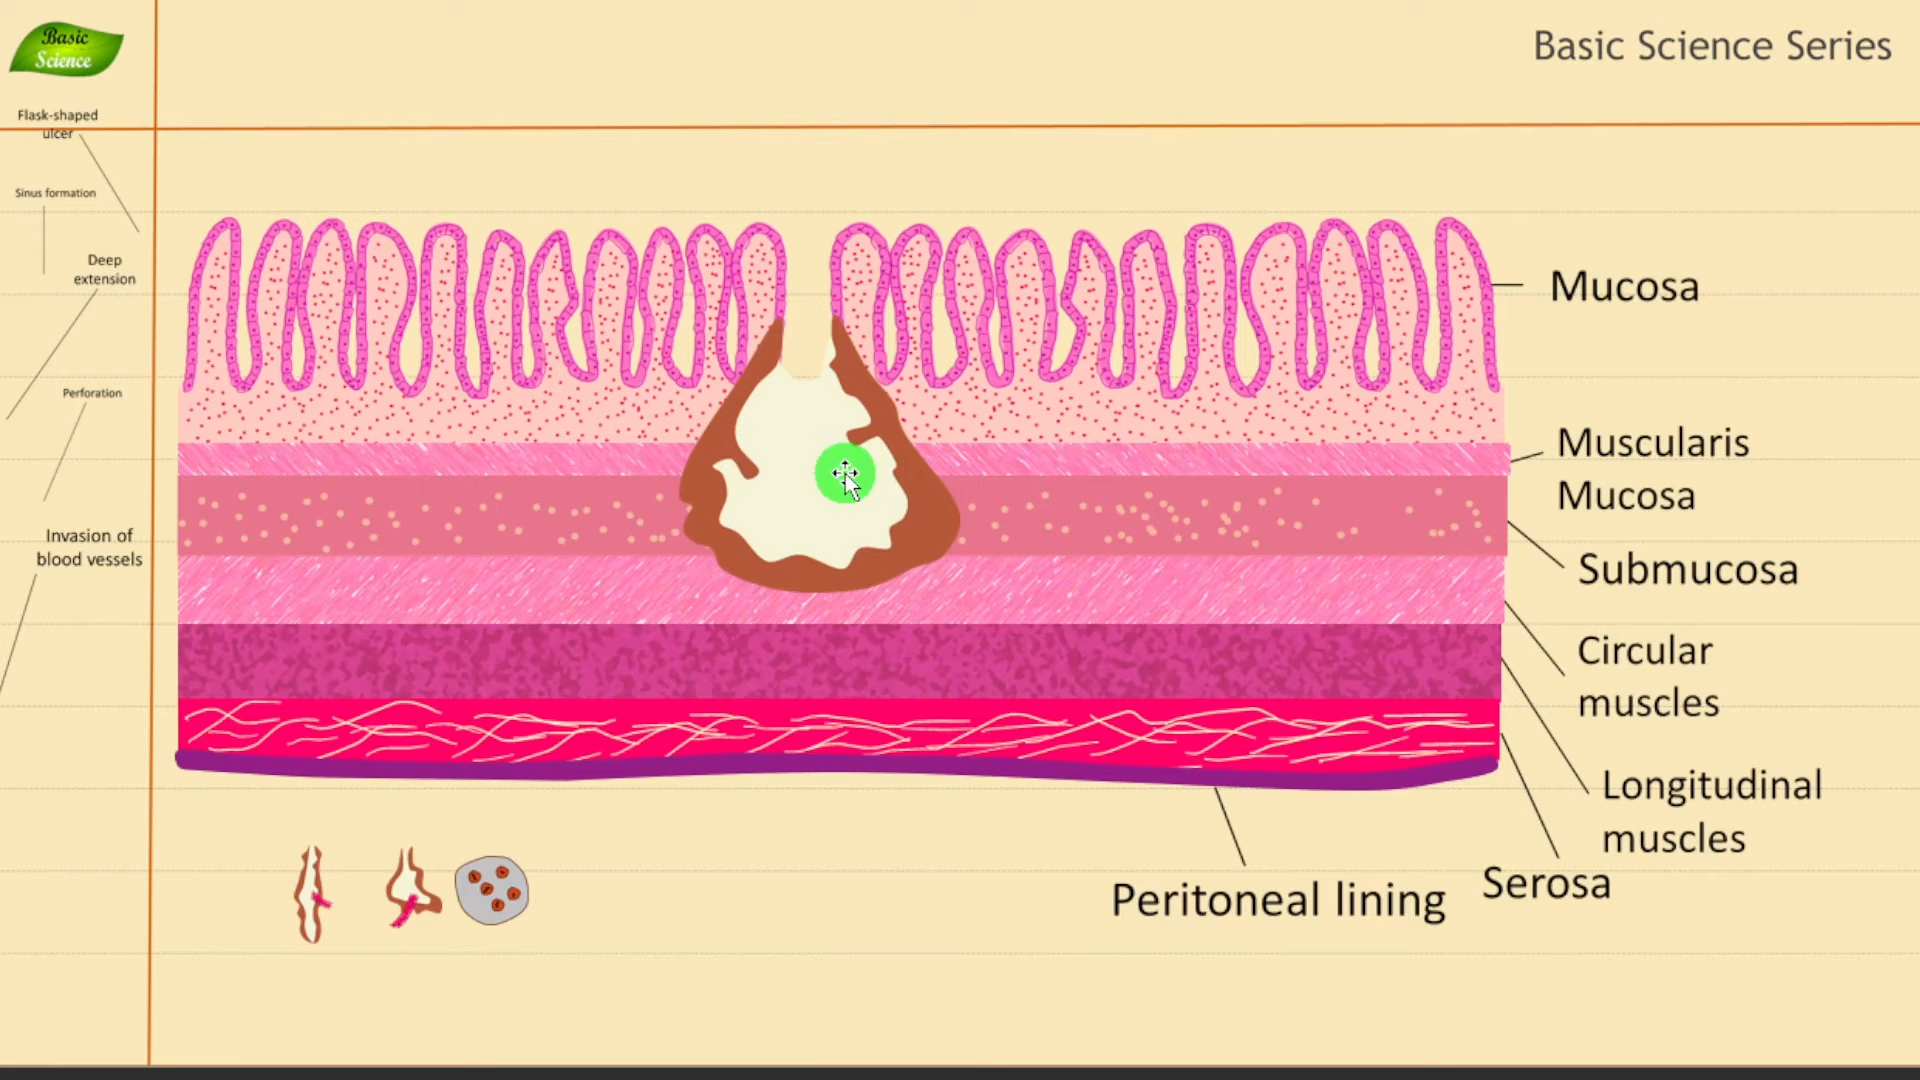 Basic
Science
Basic Science Series
Flask-shaped
ulcer
Sinus formation
Deep
extension
Perforation
Invasion of
blood vessels
Mucosa
Muscularis
Mucosa
Submucosa
Circular
muscles
Longitudinal
muscles
Serosa
Peritoneal lining